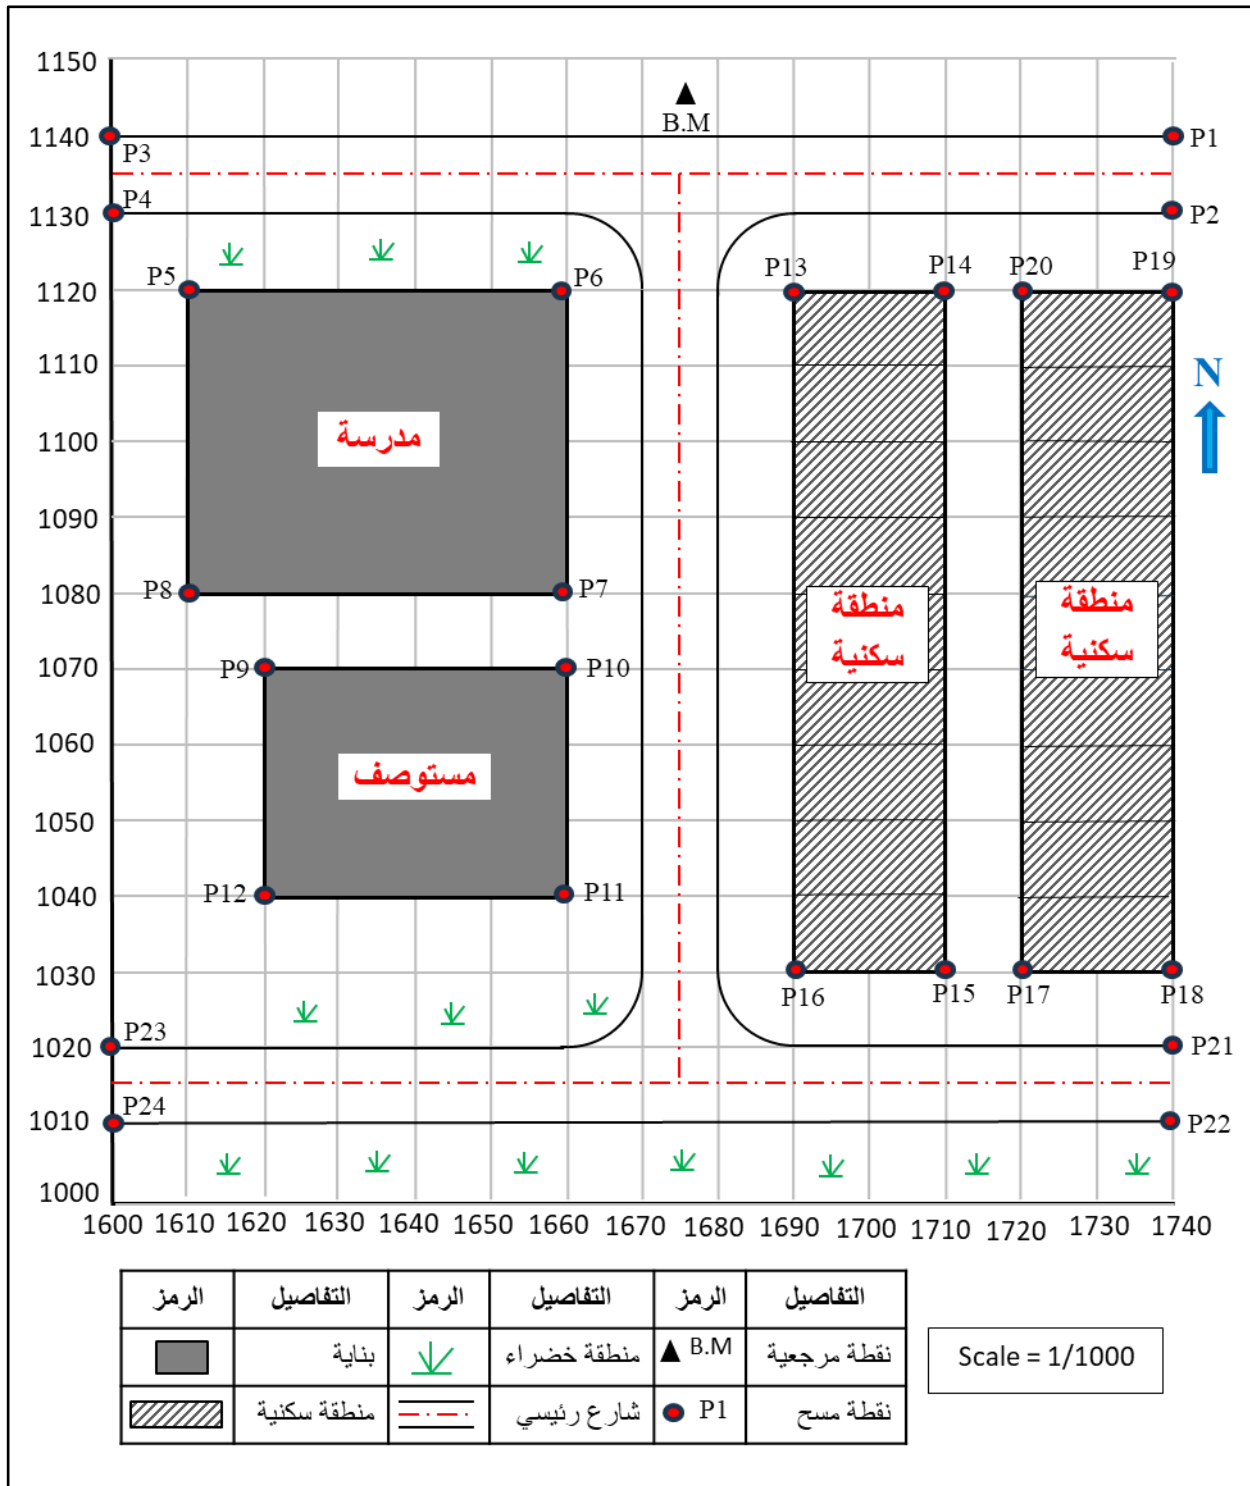 1150
B.M
1140
P3
P1
1130
P4
P2
P5
P6
P13
P14
P20
P19
1120
1110
N
1100
مدرسة
1090
1080
P8
P7
منطقة
سكنية
منطقة
سكنية
1070
P9
P10
1060
مستوصف
1050
1040
P12
P11
1030
P16
P15
P17
P18
1020
P23
P21
1010
P24
P22
1000
1600 1610 1620 1630 1640 1650 1660 1670 1680 1690 1700 1710 1720 1730 1740
التفاصيل الرمز التفاصيل الرمز التفاصيل الرمز
نقطة مرجعية B.M منطقة خضراء بناية
نقطة مسح P1 شارع رئيسي منطقة سكنية
Scale = 1/1000